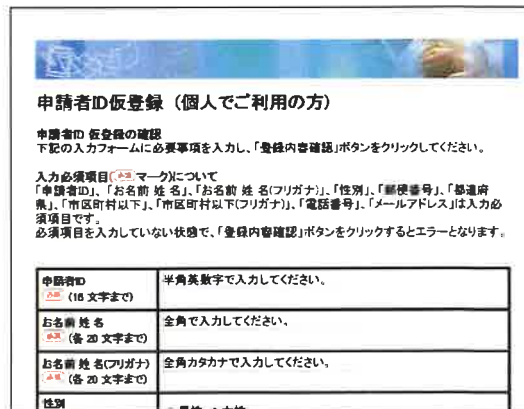 申請者ID仮登録（個人でご利用の方）
申請者ID 仮登録の確認
下記の入力フォームに必要事項を入力し、「登録内容確認」ボタンをクリックしてください。
入力必須項目(必須 マーク)について
「申請者ID」、「お名前 姓 名」、「お名前 姓 名(フリガナ)」、「性別」、「郵便番号」、「都道府
県」、「市区町村以下」、「市区町村以下(フリガナ)」、「電話番号」、「メールアドレス」は入力必
須項目です。
必須項目を入力していない状態で、「登録内容確認」ボタンをクリックするとエラーとなります。
申請者ID
必須 (16 文字まで)
半角英数字で入力してください。
お名前 姓 名
必須 (各 20 文字まで)
全角で入力してください。
お名前 姓 名(フリガナ)
必須 (各 20 文字まで)
全角カタカナで入力してください。
性別